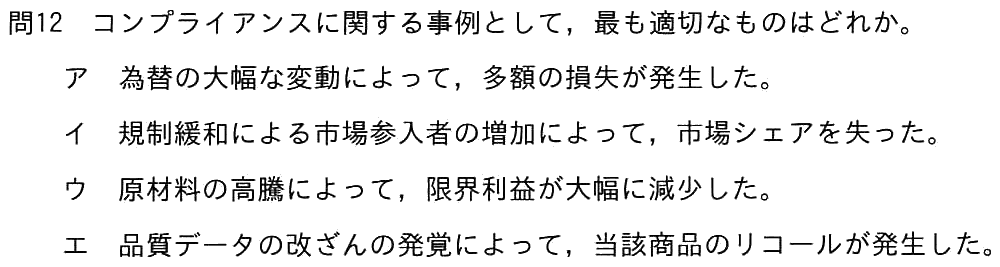 問12　コンプライアンスに関する事例として，最も適切なものはどれか。
ア　為替の大幅な変動によって，多額の損失が発生した。
イ　規制緩和による市場参入者の増加によって，市場シェアを失った。
ウ　原材料の高騰によって，限界利益が大幅に減少した。
エ　品質データの改ざんの発覚によって，当該商品のリコールが発生した。